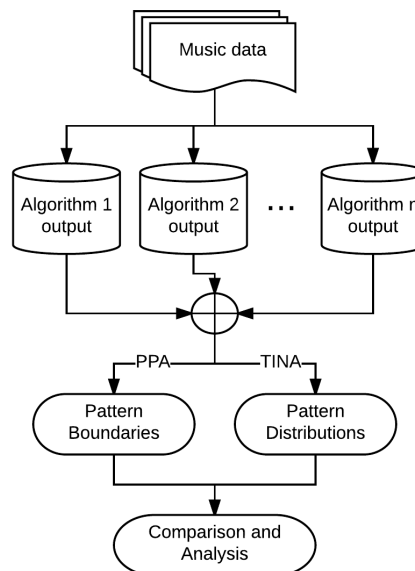 Music data
Algorithm 1
output
Algorithm 2
output
...
Algorithm n
output
PPA
TINA
Pattern
Boundaries
Pattern
Distributions
Comparison and
Analysis